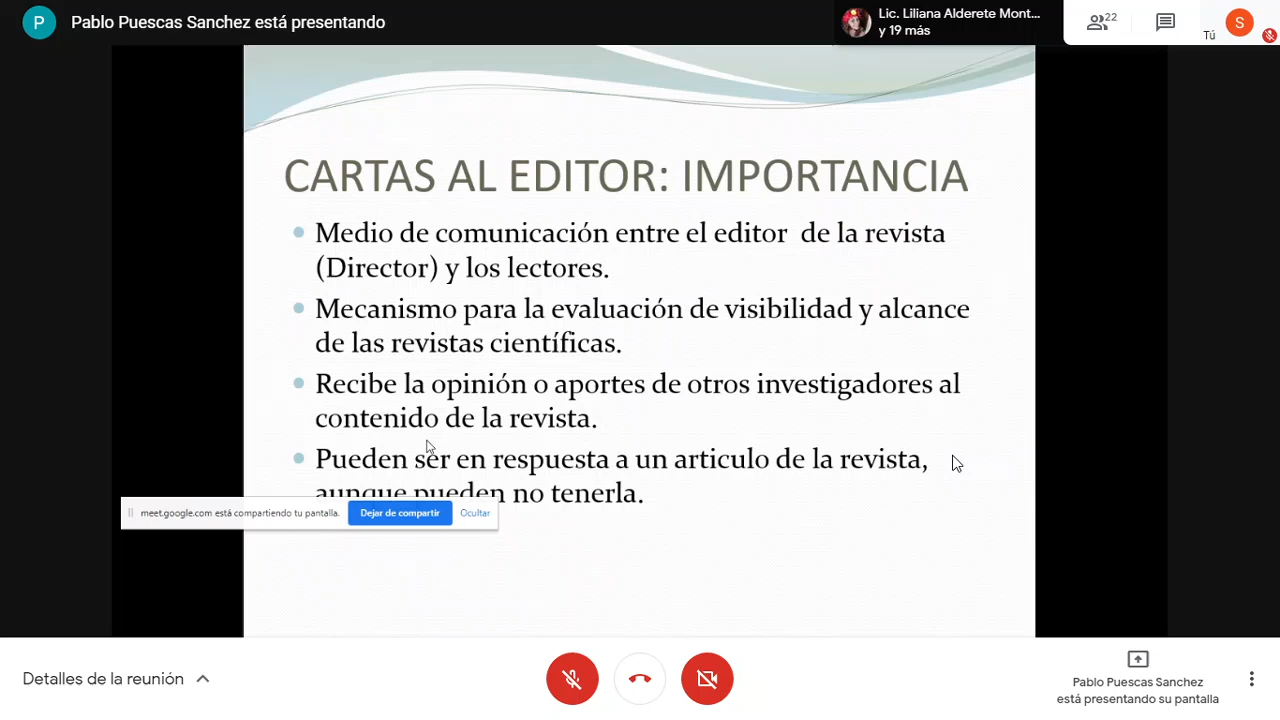 P
Pablo Puescas Sanchez está presentando
Lic. Liliana Alderete Mont...
y 19 más
22
Tú
S
CARTAS AL EDITOR: IMPORTANCIA
Medio de comunicación entre el editor de la revista
(Director) y los lectores.
Mecanismo para la evaluación de visibilidad y alcance
de las revistas científicas.
Recibe la opinión o aportes de otros investigadores al
contenido de la revista.
Pueden ser en respuesta a un articulo de la revista,
aunque pueden no tenerla.
meet.google.com está compartiendo tu pantalla.
Dejar de compartir
Ocultar
Detalles de la reunión
Pablo Puescas Sanchez
está presentando su pantalla